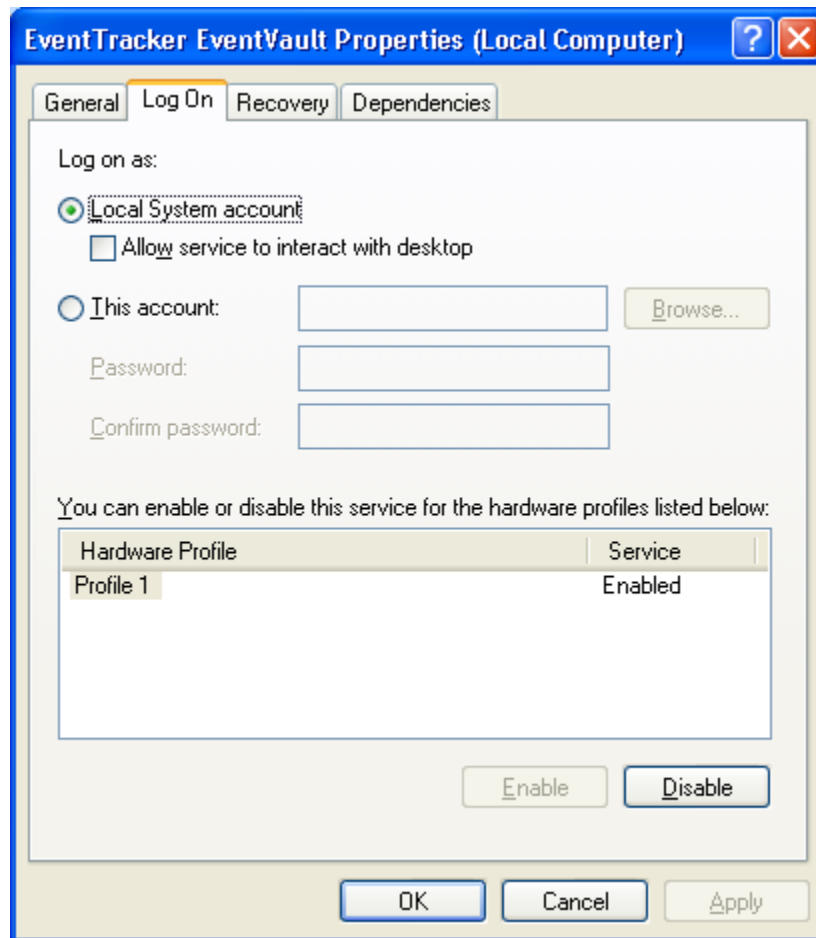 EventTracker EventVault Properties (Local Computer)
General Log On Recovery Dependencies
Log on as:
Local System account
Allow service to interact with desktop
This account: Browse...
Password:
Confirm password:
You can enable or disable this service for the hardware profiles listed below:
Hardware Profile Service
Profile 1 Enabled
Enable Disable
OK Cancel Apply